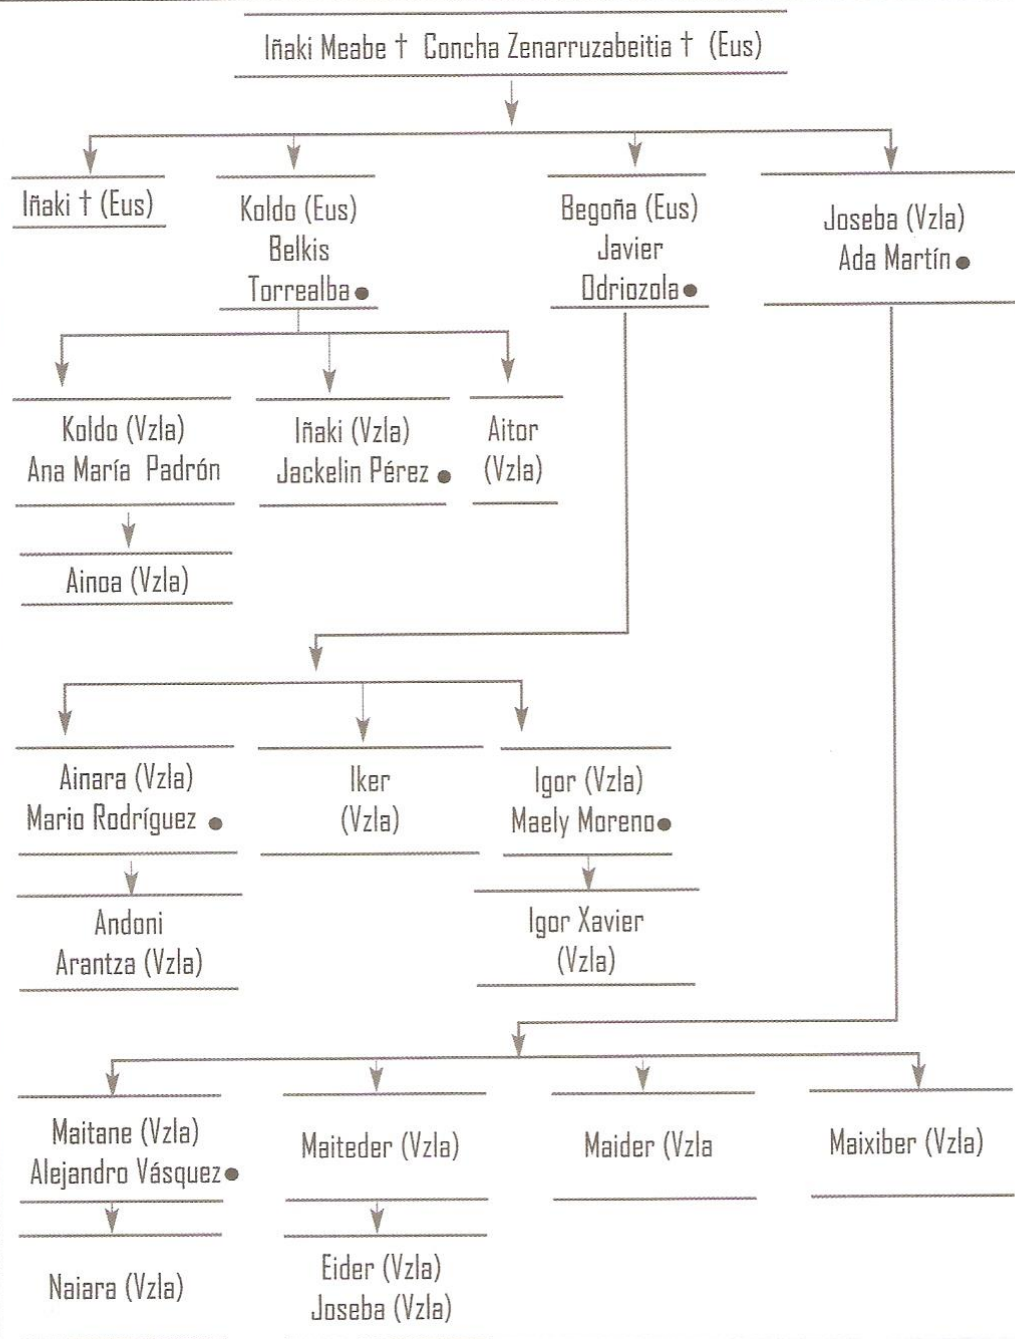 Iñaki Meabe † Concha Zenarruzabeitia † (Eus)
Iñaki † (Eus)
Koldo (Eus)
Belkis
Torrealba ●
Begoña (Eus)
Javier
Odriozola ●
Joseba (Vzla)
Ada Martín ●
Koldo (Vzla)
Ana María Padrón
Iñaki (Vzla)
Jackelin Pérez ●
Aitor
(Vzla)
Ainoa (Vzla)
Ainara (Vzla)
Mario Rodríguez ●
Iker
(Vzla)
Igor (Vzla)
Maely Moreno ●
Andoni
Arantza (Vzla)
Igor Xavier
(Vzla)
Maitane (Vzla)
Alejandro Vásquez ●
Maiteder (Vzla)
Maider (Vzla
Maixiber (Vzla)
Naiara (Vzla)
Eider (Vzla)
Joseba (Vzla)